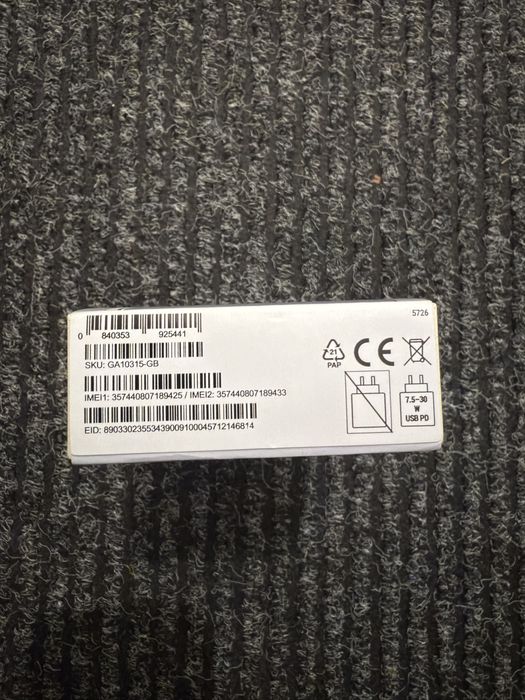 5726
0 840353 925441
SKU: GA10315-GB
IMEI1: 357440807189425 / IMEI2: 357440807189433
EID: 89033023553439009100045712146814
21
PAP
CE
7.5-30
W
USB PD